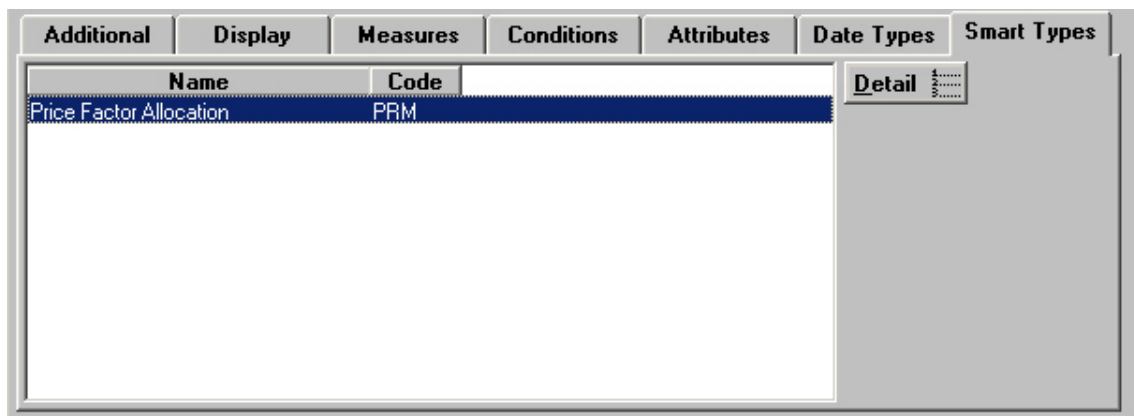 Additional Display Measures Conditions Attributes Date Types Smart Types
Name Code Detail
Price Factor Allocation PRM